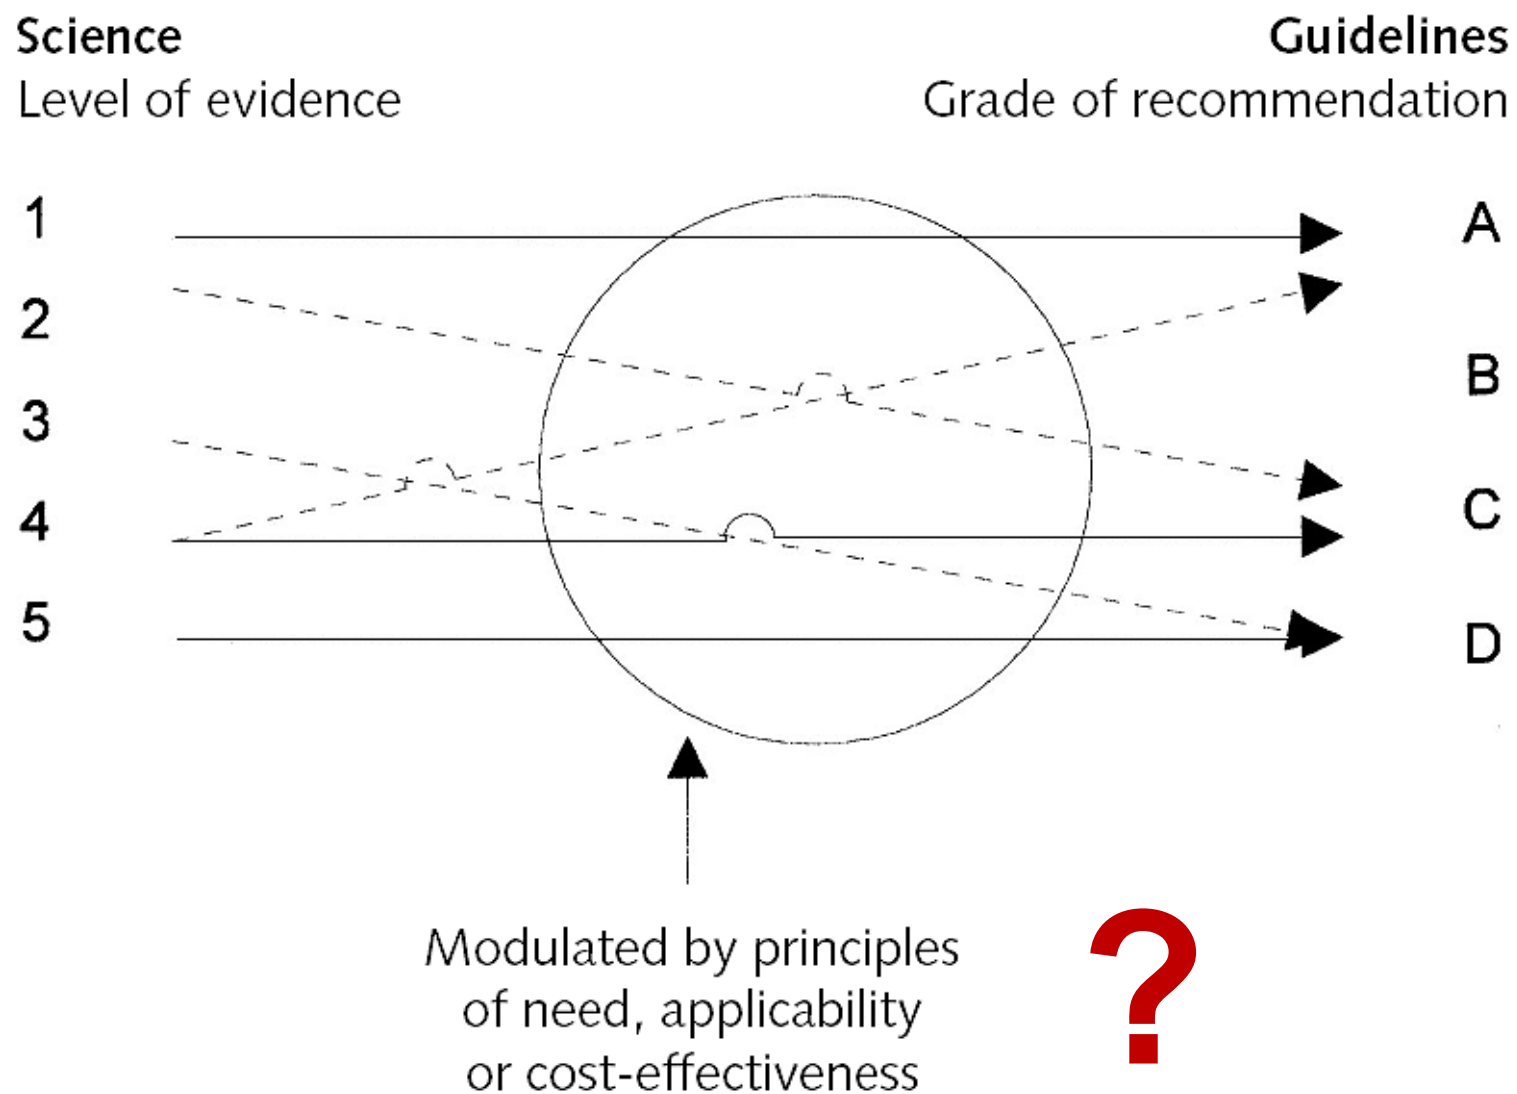 Science
Guidelines
Level of evidence
Grade of recommendation
1
A
2
B
3
C
4
5
D
Modulated by principles
of need, applicability
or cost-effectiveness
?